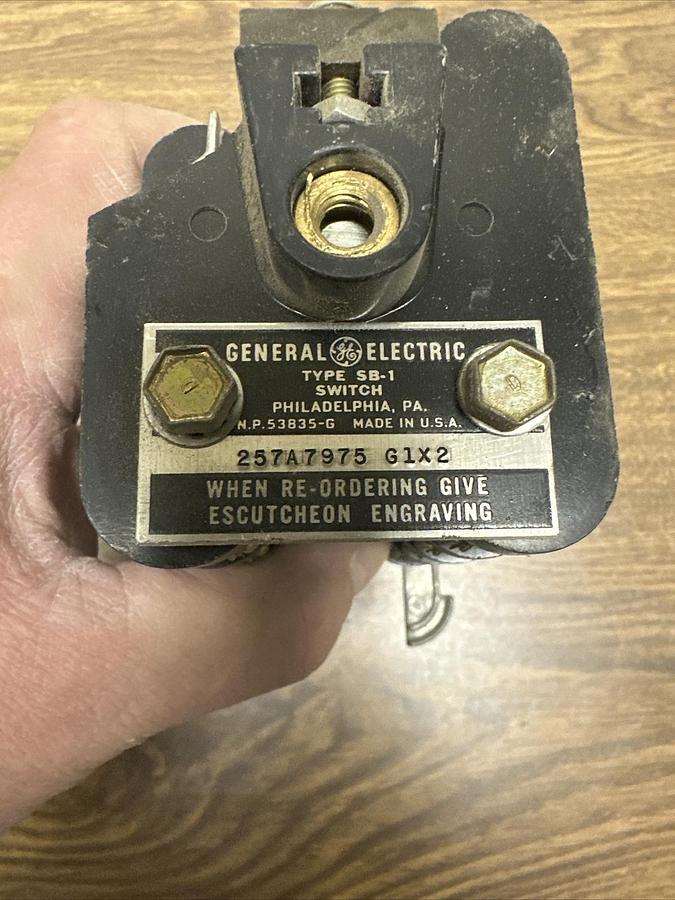 GENERAL GE ELECTRIC
TYPE SB-1
SWITCH
PHILADELPHIA, PA.
N.P. 53835-G MADE IN U.S.A.
257A7975 G1X2
WHEN RE-ORDERING GIVE
ESCUTCHEON ENGRAVING